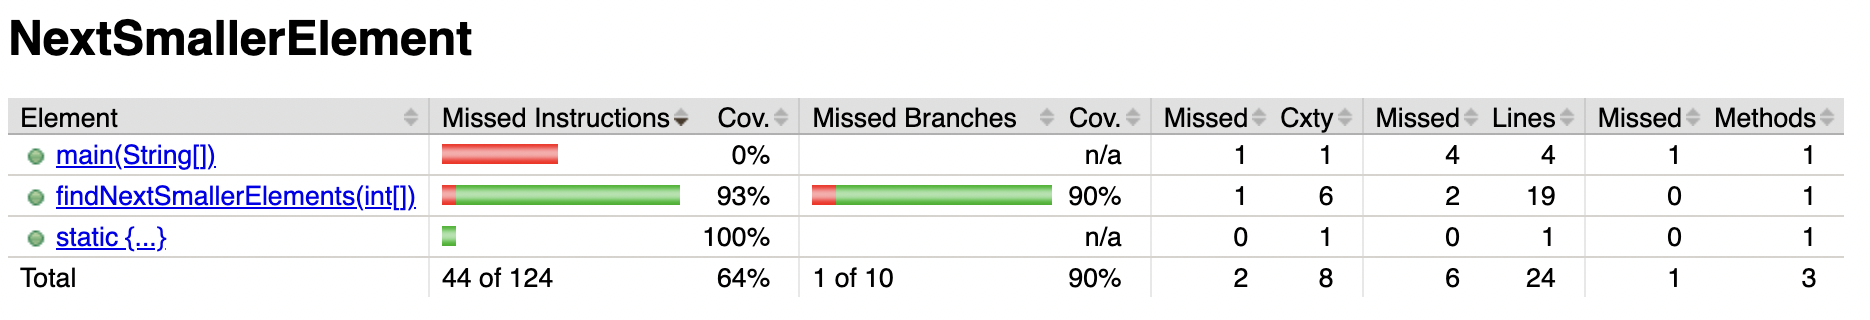 NextSmallerElement
Element Missed Instructions Cov. Missed Branches Cov. Missed Cxty Missed Lines Missed Methods
main(String[]) 0% n/a 1 1 4 4 1 1
findNextSmallerElements(int[]) 93% 90% 1 6 2 19 0 1
static {...} 100% n/a 0 1 0 1 0 1
Total 44 of 124 64% 1 of 10 90% 2 8 6 24 1 3